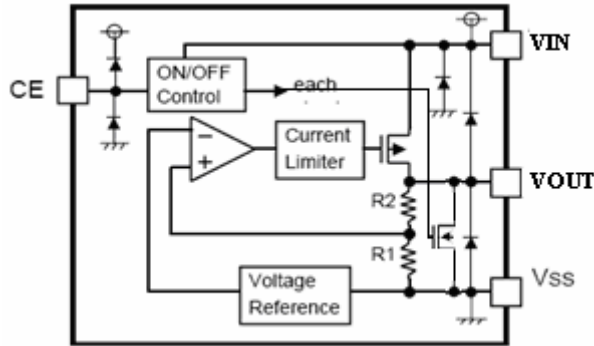 VIN
CE
ON/OFF
Control
each
−
+
Current
Limiter
VOUT
R2
R1
Voltage
Reference
VSS